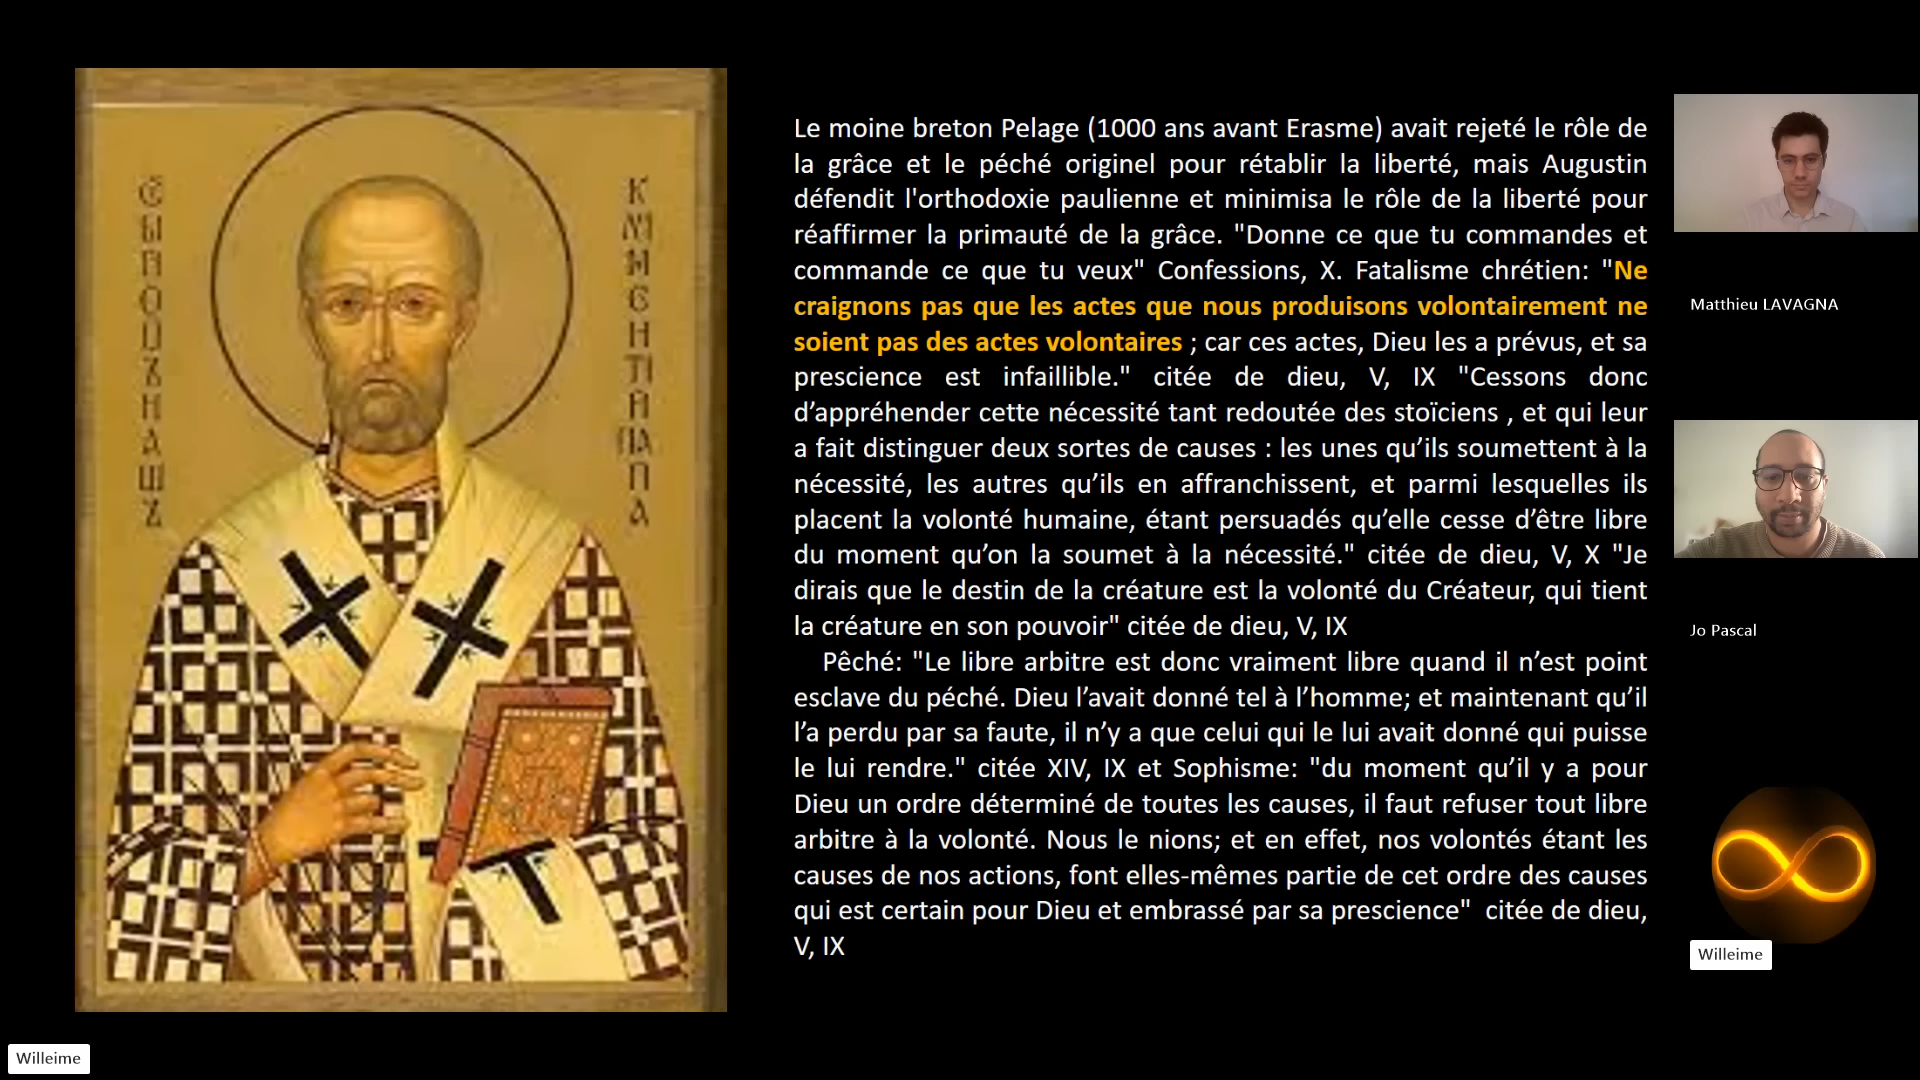 Le moine breton Pelage (1000 ans avant Erasme) avait rejeté le rôle de
la grâce et le péché originel pour rétablir la liberté, mais Augustin
défendit l'orthodoxie paulienne et minimisa le rôle de la liberté pour
réaffirmer la primauté de la grâce. "Donne ce que tu commandes et
commande ce que tu veux" Confessions, X. Fatalisme chrétien: "Ne
craignons pas que les actes que nous produisons volontairement ne
soient pas des actes volontaires ; car ces actes, Dieu les a prévus, et sa
prescience est infaillible." citée de dieu, V, IX "Cessons donc
d’appréhender cette nécessité tant redoutée des stoïciens , et qui leur
a fait distinguer deux sortes de causes : les unes qu’ils soumettent à la
nécessité, les autres qu’ils en affranchissent, et parmi lesquelles ils
placent la volonté humaine, étant persuadés qu’elle cesse d’être libre
du moment qu’on la soumet à la nécessité." citée de dieu, V, X "Je
dirais que le destin de la créature est la volonté du Créateur, qui tient
la créature en son pouvoir" citée de dieu, V, IX
Pêché: "Le libre arbitre est donc vraiment libre quand il n’est point
esclave du péché. Dieu l’avait donné tel à l’homme; et maintenant qu’il
l’a perdu par sa faute, il n’y a que celui qui le lui avait donné qui puisse
le lui rendre." citée XIV, IX et Sophisme: "du moment qu’il y a pour
Dieu un ordre déterminé de toutes les causes, il faut refuser tout libre
arbitre à la volonté. Nous le nions; et en effet, nos volontés étant les
causes de nos actions, font elles-mêmes partie de cet ordre des causes
qui est certain pour Dieu et embrassé par sa prescience" citée de dieu,
V, IX
Matthieu LAVAGNA
Jo Pascal
Willeime
Willeime